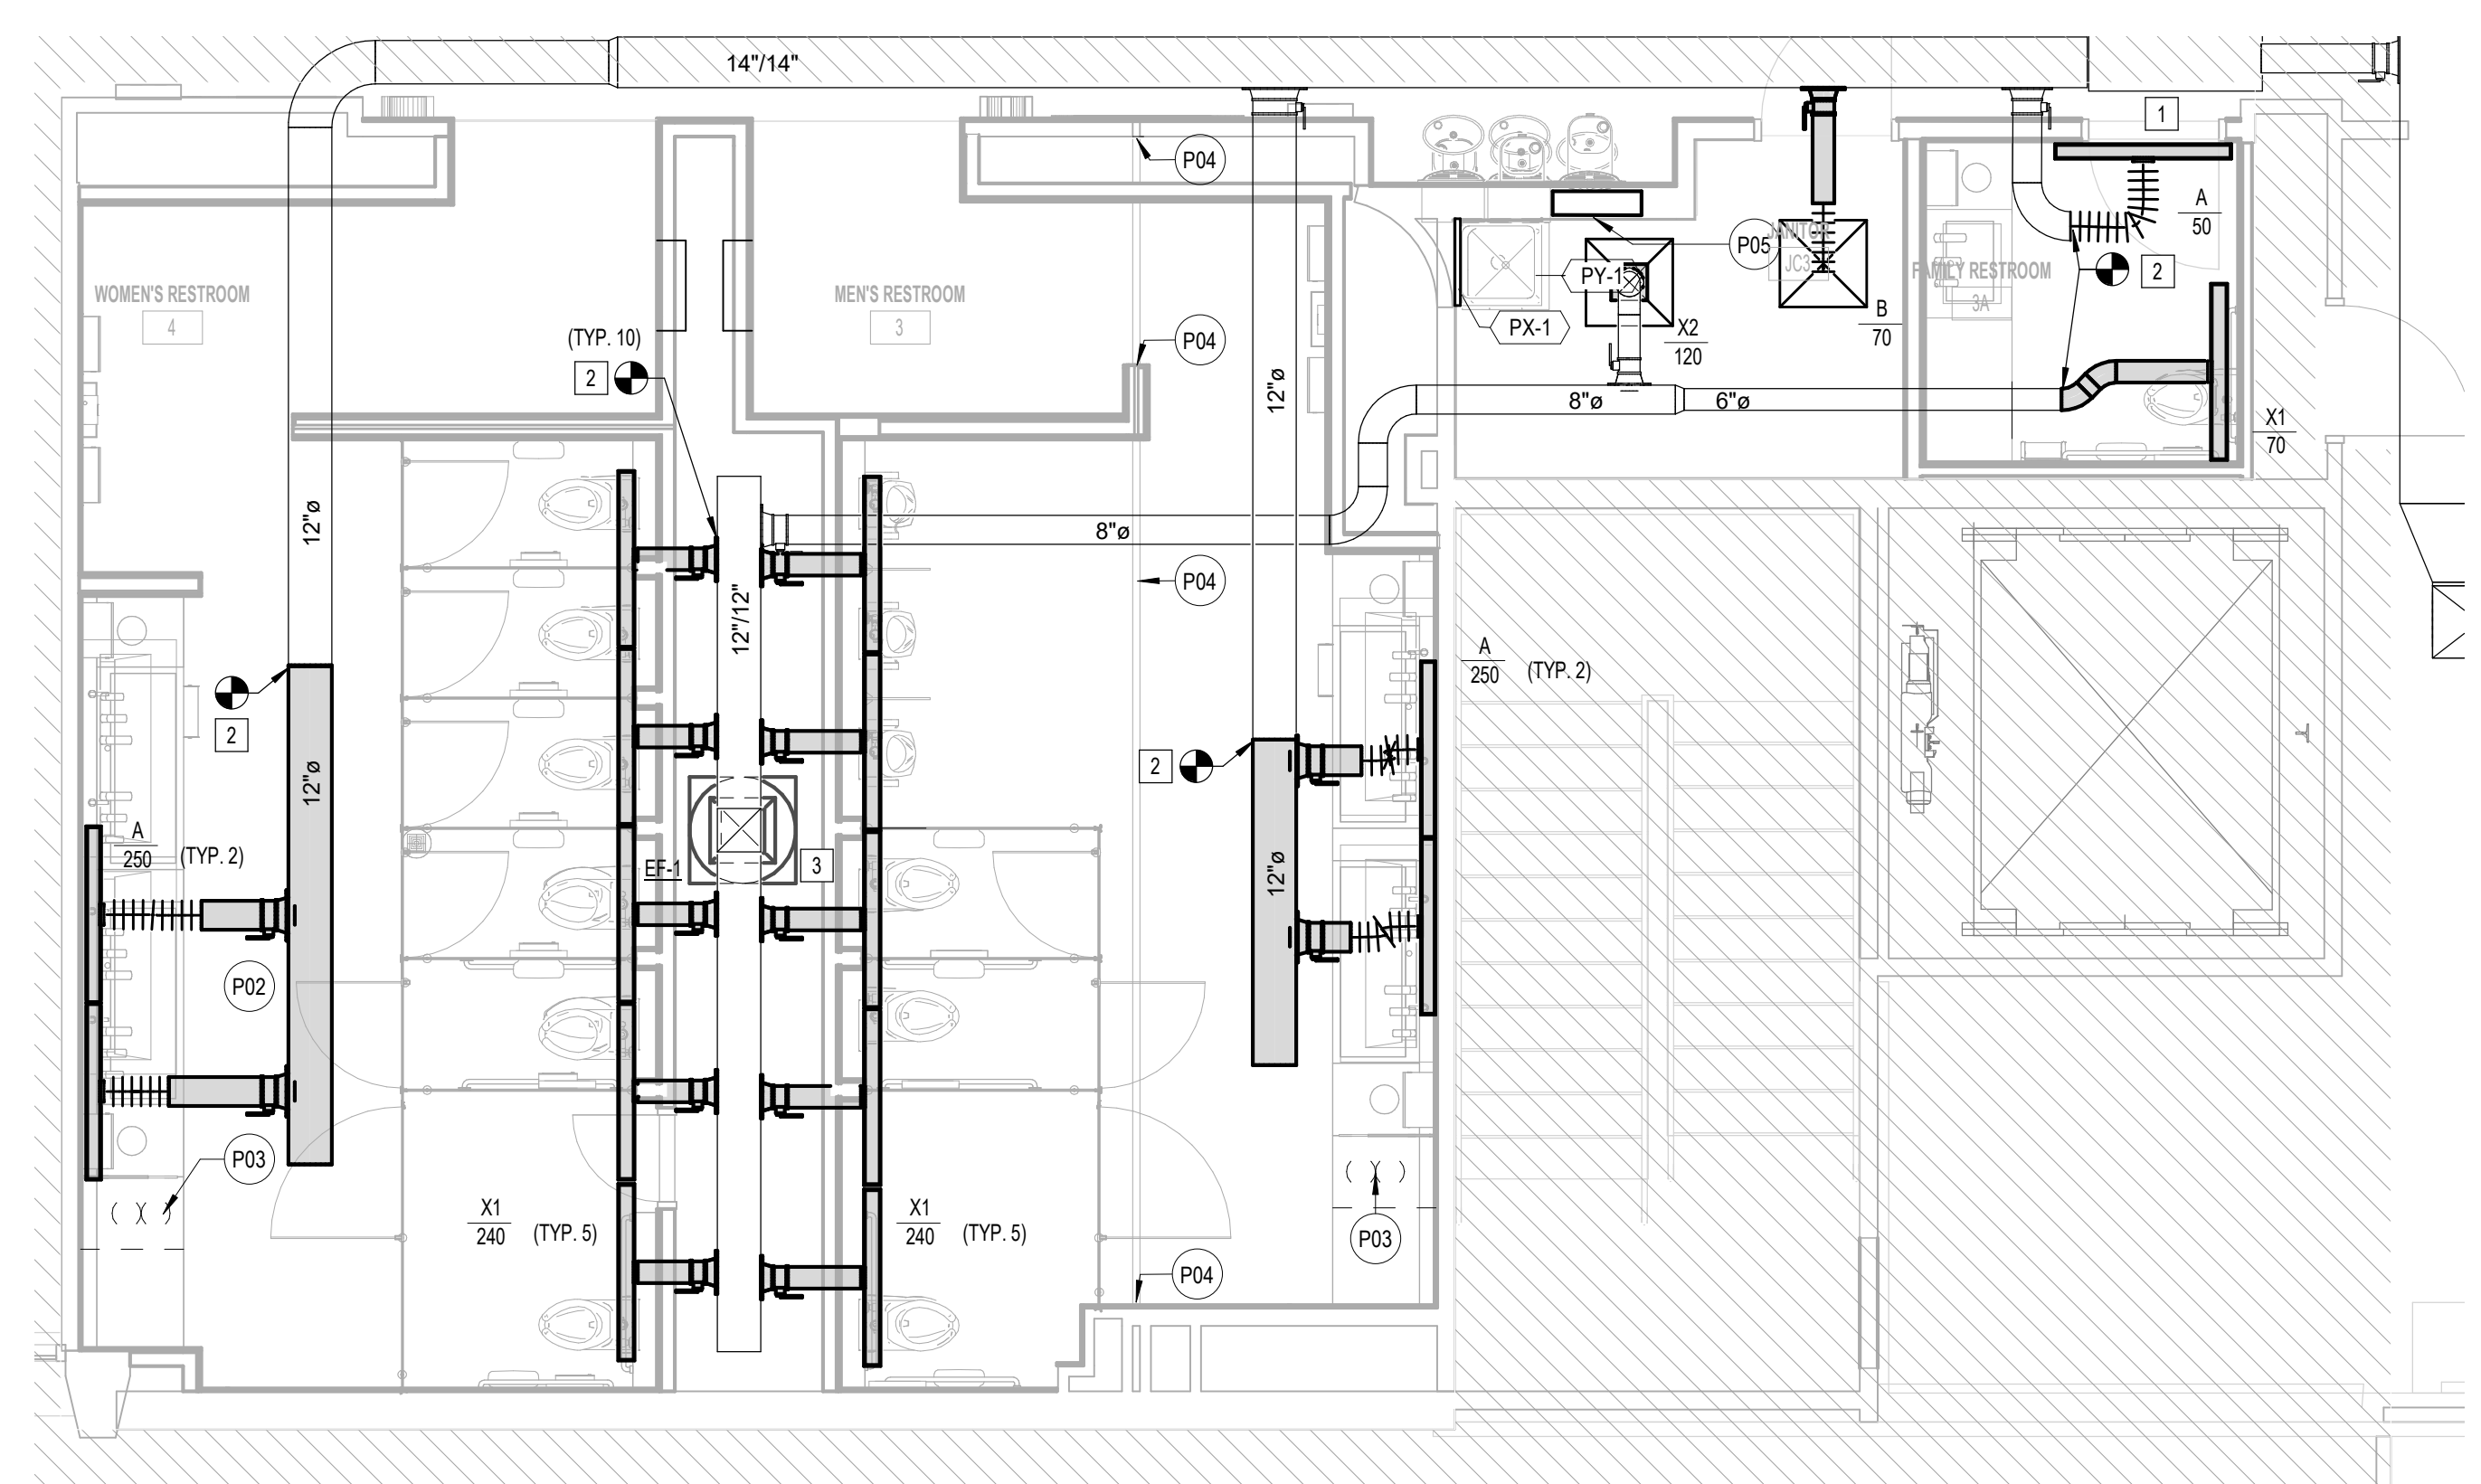 14"/14"
1
P04
A
50
P05
JANITOR
JC3
PY-1
2
FAMILY RESTROOM
3A
WOMEN'S RESTROOM
4
MEN'S RESTROOM
3
B
70
PX-1
X2
120
(TYP. 10)
2
P04
12"ø
8"ø
6"ø
X1
70
12"ø
8"ø
P04
12"/12"
A
250
(TYP. 2)
2
2
12"ø
A
250
(TYP. 2)
EF-1
3
12"ø
P02
P03
X1
240
(TYP. 5)
X1
240
(TYP. 5)
P03
P04